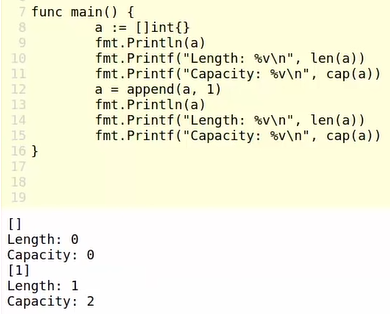 7 func main() {
8 a := []int{}
9 fmt.Println(a)
10 fmt.Printf("Length: %v\n", len(a))
11 fmt.Printf("Capacity: %v\n", cap(a))
12 a = append(a, 1)
13 fmt.Println(a)
14 fmt.Printf("Length: %v\n", len(a))
15 fmt.Printf("Capacity: %v\n", cap(a))
16 }
17
18
19
[]
Length: 0
Capacity: 0
[1]
Length: 1
Capacity: 2